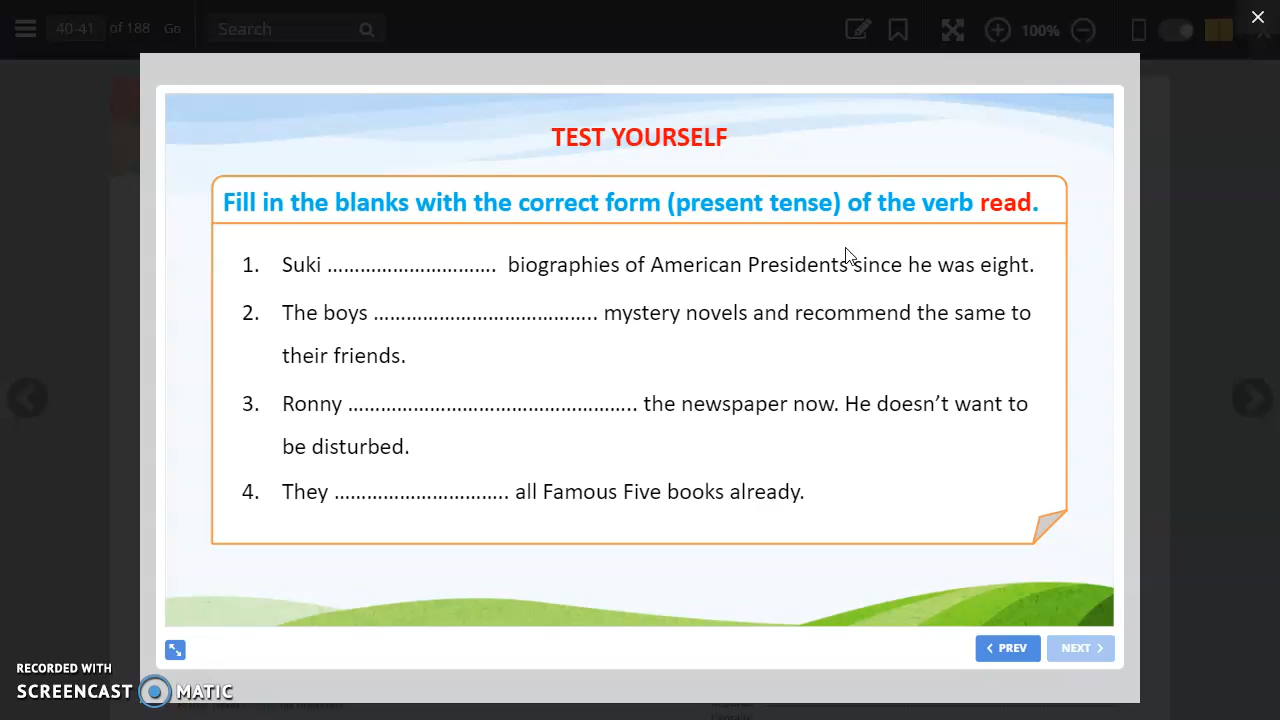 40-41 of 188 Go Search 100%
TEST YOURSELF
Fill in the blanks with the correct form (present tense) of the verb read.
1. Suki ............................ biographies of American Presidents since he was eight.
2. The boys ..................................... mystery novels and recommend the same to
their friends.
3. Ronny ................................................ the newspaper now. He doesn’t want to
be disturbed.
4. They ............................. all Famous Five books already.
PREV NEXT
RECORDED WITH
SCREENCAST MATIC